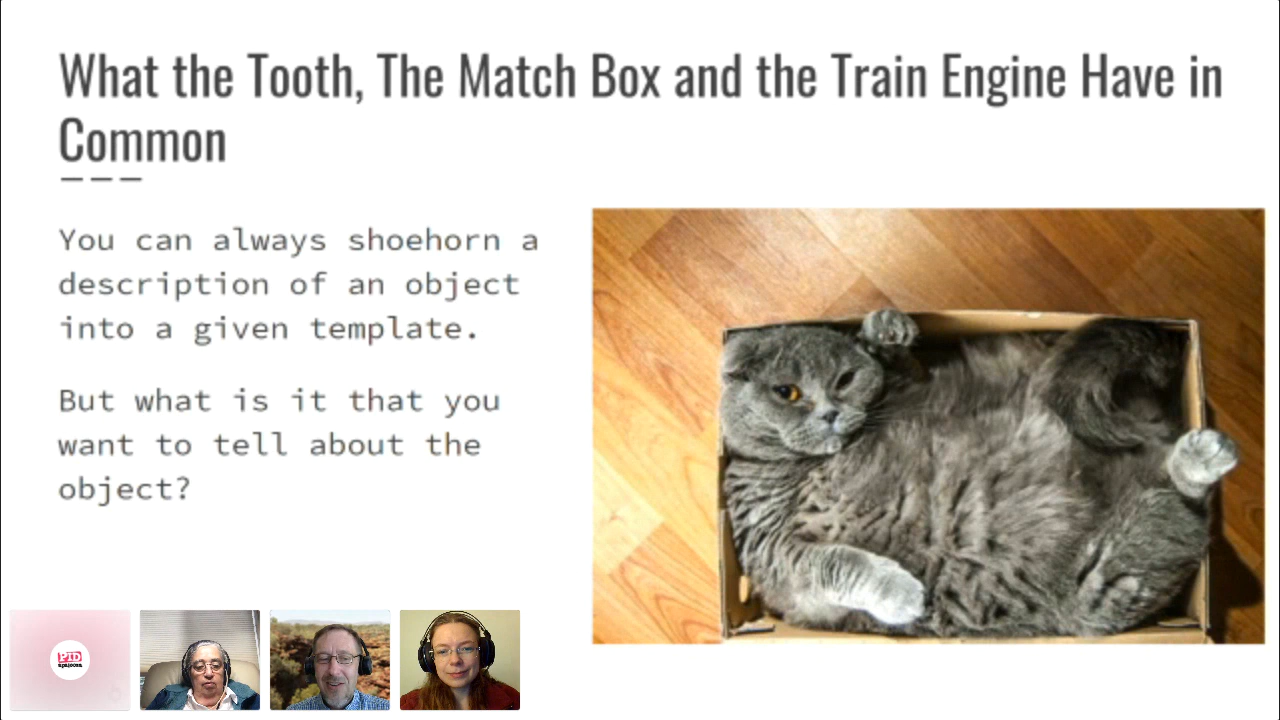 What the Tooth, The Match Box and the Train Engine Have in
Common
You can always shoehorn a
description of an object
into a given template.
But what is it that you
want to tell about the
object?
PID
apalooza